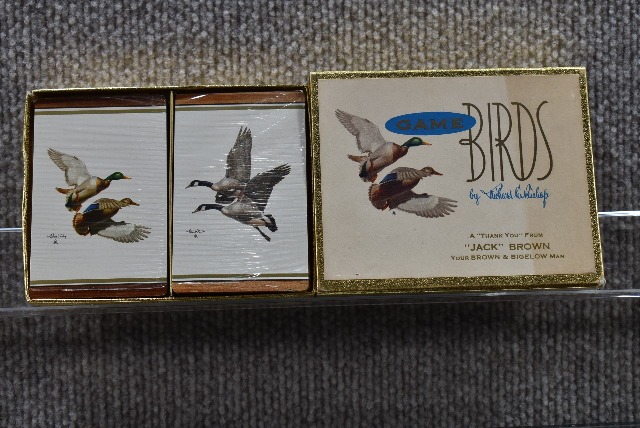 GAME
BIRDS
by Richard E. Bishop
A "THANK YOU" FROM
"JACK" BROWN
YOUR BROWN & BIGELOW MAN